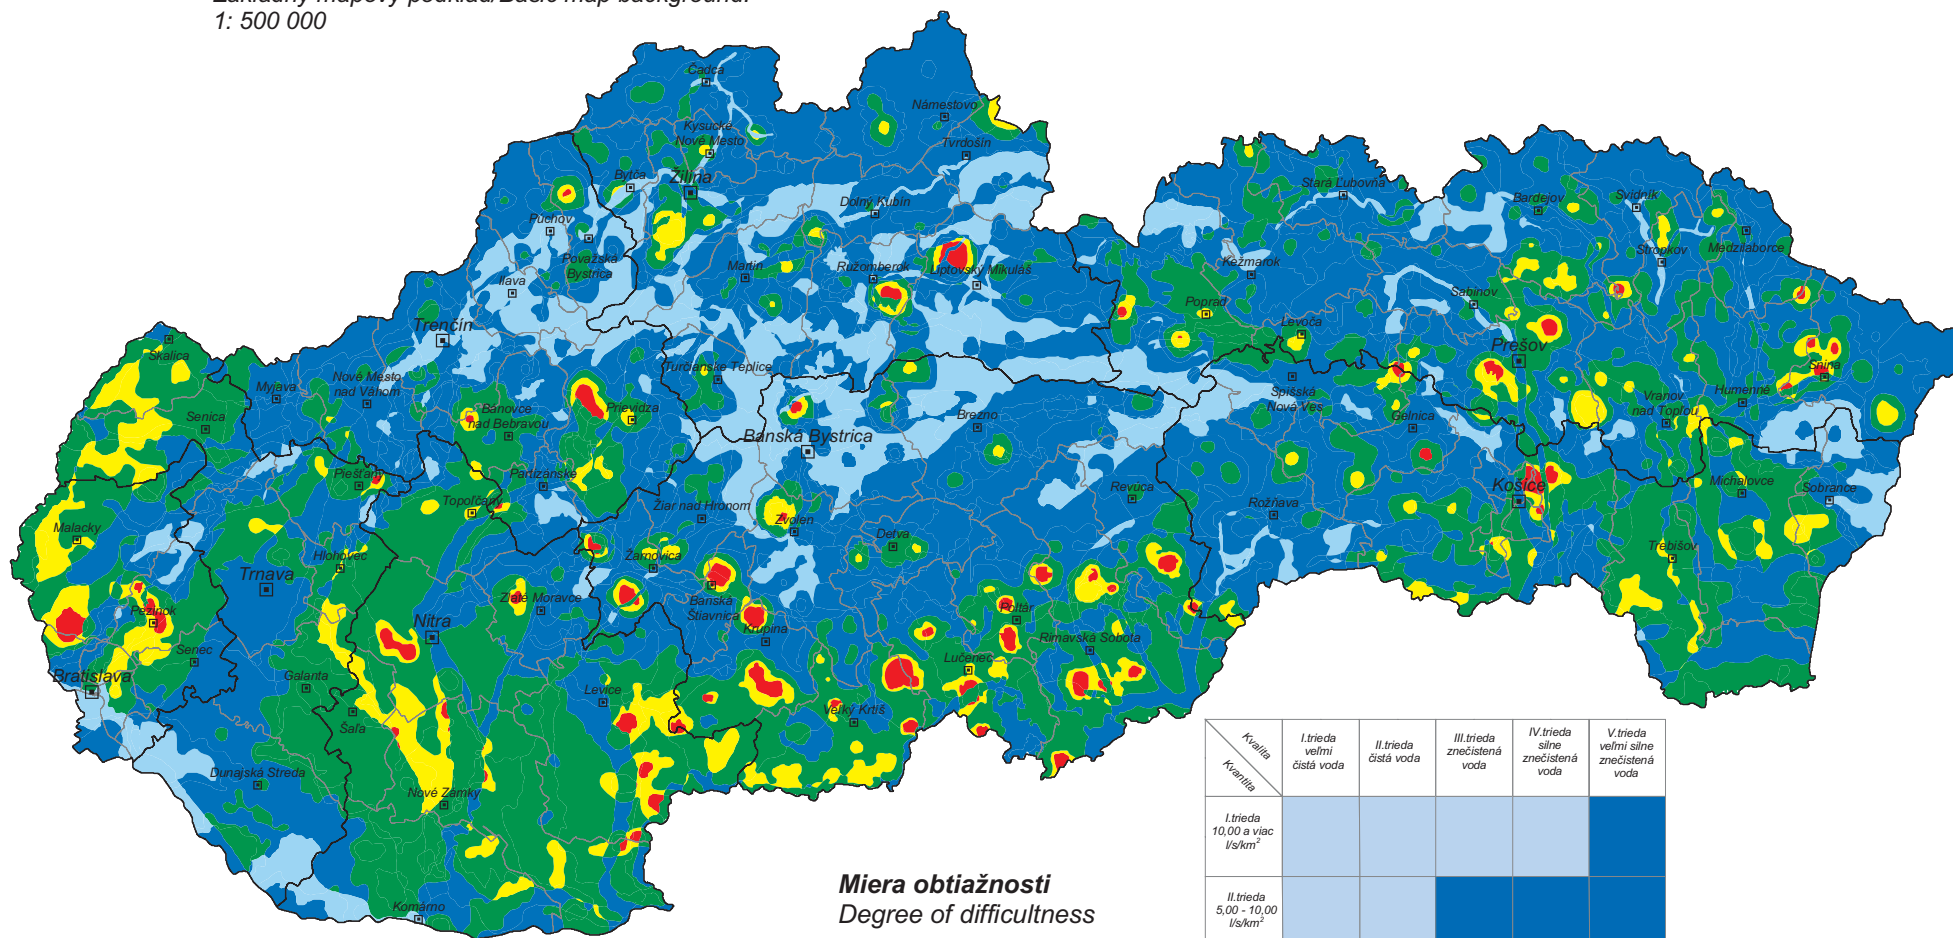 1: 500 000
Čadca
Námestovo
Kysucké
Nové Mesto
Tvrdošín
Bytča
Žilina
Stará Ľubovňa
Dolný Kubín
Bardejov
Svidník
Púchov
Považská
Bystrica
Stropkov
Medzilaborce
Martin
Ružomberok
Liptovský Mikuláš
Kežmarok
Ilava
Poprad
Sabinov
Levoča
Trenčín
Prešov
Skalica
Turčianske Teplice
Snina
Myjava
Nové Mesto
nad Váhom
Spišská
Nová Ves
Humenné
Senica
Bánovce
nad Bebravou
Prievidza
Brezno
Gelnica
Vranov
nad Topľou
Banská Bystrica
Piešťany
Partizánske
Topoľčany
Revúca
Košice
Michalovce
Sobrance
Žiar nad Hronom
Zvolen
Rožňava
Malacky
Detva
Hlohovec
Žarnovica
Trebišov
Trnava
Pezinok
Zlaté Moravce
Banská
Štiavnica
Poltár
Nitra
Krupina
Rimavská Sobota
Senec
Lučenec
Bratislava
Galanta
Levice
Šaľa
Veľký Krtíš
Dunajská Streda
Nové Zámky
Komárno
Kvalita
Kvantita
I.trieda
veľmi
čistá voda
II.trieda
čistá voda
III.trieda
znečistená
voda
IV.trieda
silne
znečistená
voda
V.trieda
veľmi silne
znečistená
voda
I.trieda
10,00 a viac
l/s/km²
II.trieda
5,00 - 10,00
l/s/km²
Miera obtiažnosti
Degree of difficultness